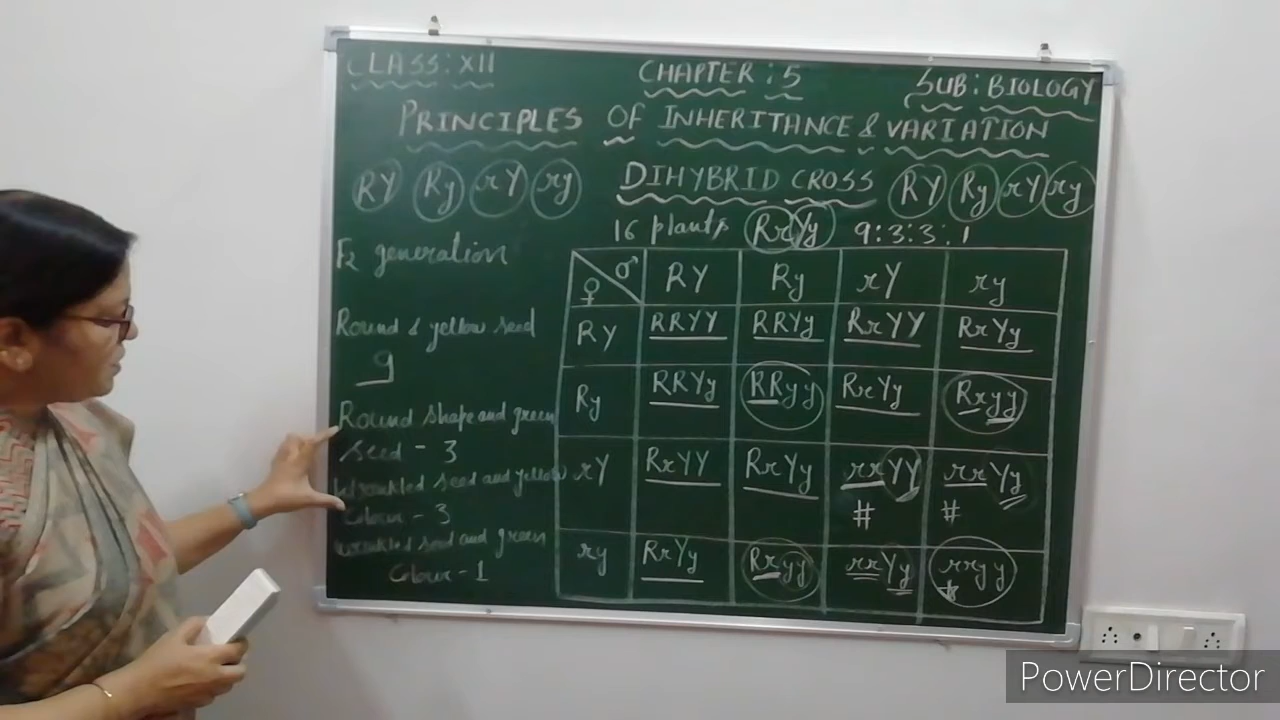 CLASS: XII CHAPTER: 5 SUB: BIOLOGY
PRINCIPLES OF INHERITANCE & VARIATION
RY Ry rY ry DIHYBRID CROSS RY Ry rY ry
16 plants RrYy 9:3:3:1
F2 generation
Round & yellow seed
9
Round shape and green
seed - 3
Wrinkled seed and yellow
Colour - 3
Wrinkled seed and green
Colour - 1
♀ ♂ RY Ry rY ry
RY RRYY RRYy RrYY RrYy
Ry RRYy RRyy RrYy Rryy
rY RrYY RrYy rrYY rrYy
# #
ry RrYy Rryy rrYy rryy
PowerDirector